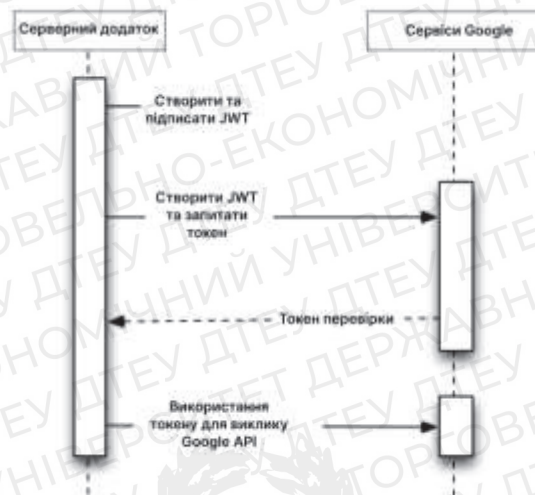 Серверний додаток
Сервіси Google
Створити та
підписати JWT
Створити JWT
та запитати
токен
Токен перевірки
Використання
токену для виклику
Google API